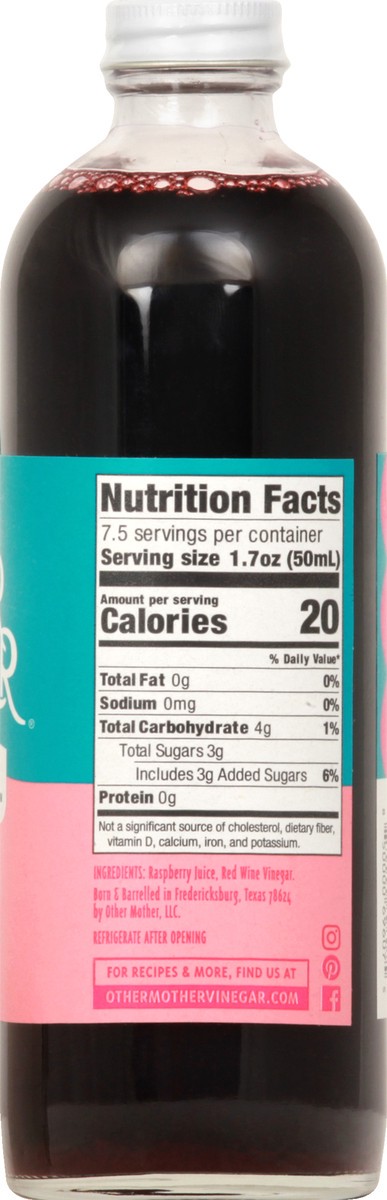 R®
Nutrition Facts
7.5 servings per container
Serving size 1.7oz (50mL)
Amount per serving
Calories 20
% Daily Value*
Total Fat 0g 0%
Sodium 0mg 0%
Total Carbohydrate 4g 1%
Total Sugars 3g
Includes 3g Added Sugars 6%
Protein 0g
Not a significant source of cholesterol, dietary fiber,
vitamin D, calcium, iron, and potassium.
INGREDIENTS: Raspberry Juice, Red Wine Vinegar.
Born & Barrelled in Fredericksburg, Texas 78624
by Other Mother, LLC.
REFRIGERATE AFTER OPENING
FOR RECIPES & MORE, FIND US AT
OTHERMOTHERVINEGAR.COM